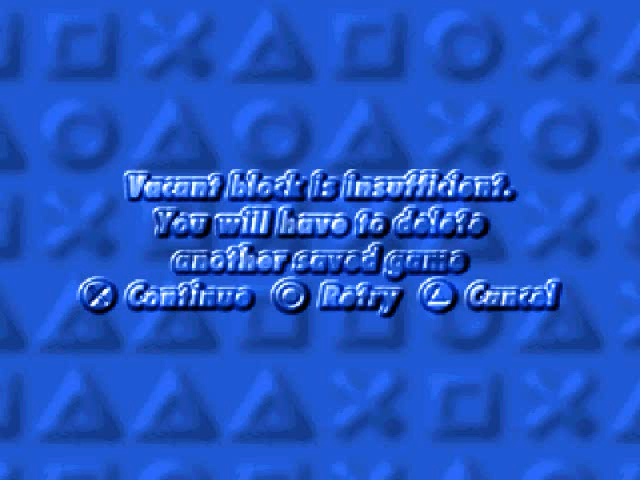 Vacant block is insufficient.
You will have to delete
another saved game
Continue Retry Cancel